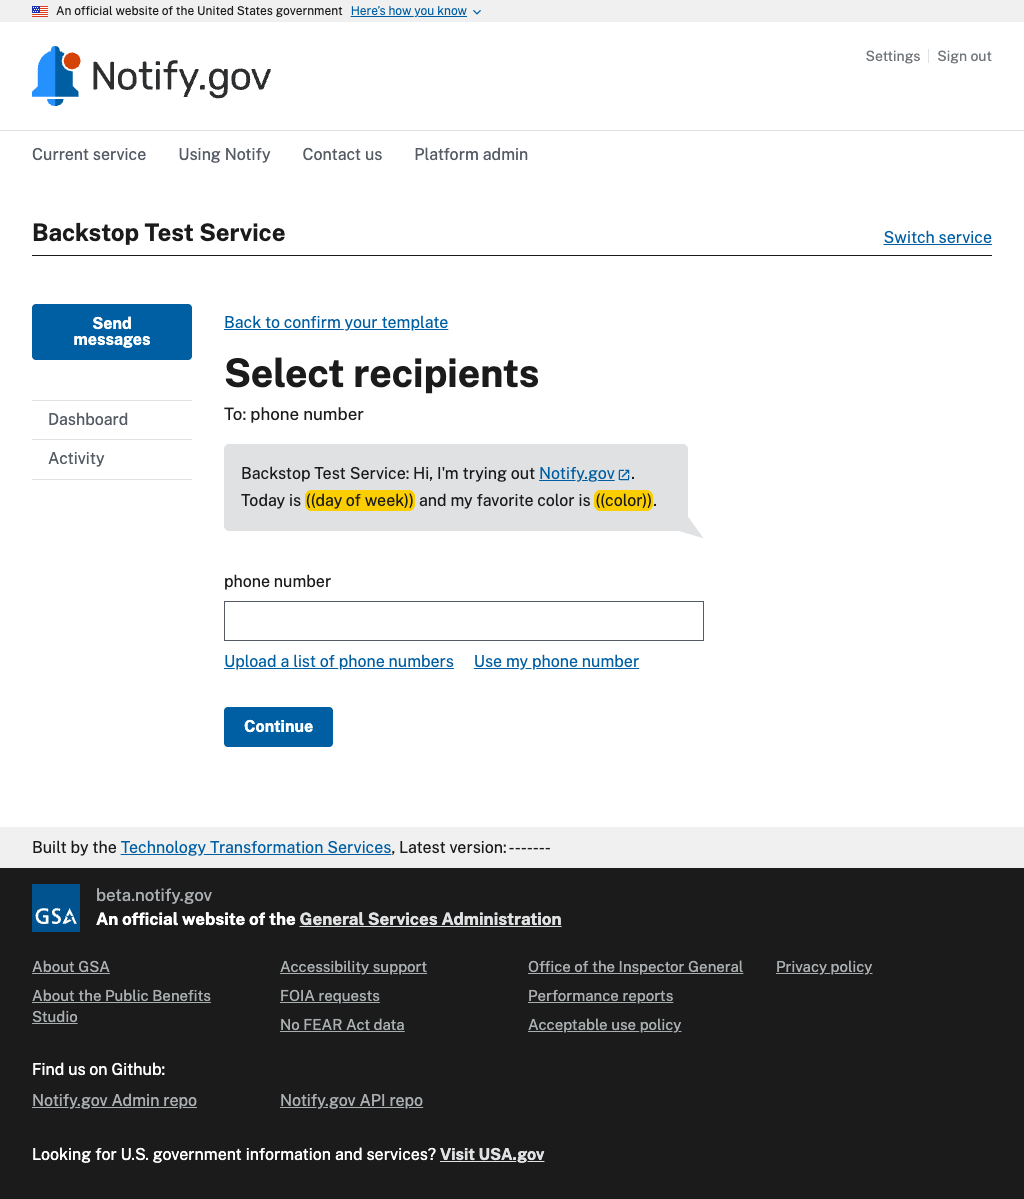 An official website of the United States government Here's how you know
Notify.gov
Settings Sign out
Current service Using Notify Contact us Platform admin
Backstop Test Service
Switch service
Send
messages
Dashboard
Activity
Back to confirm your template
Select recipients
To: phone number
Backstop Test Service: Hi, I'm trying out Notify.gov.
Today is ((day of week)) and my favorite color is ((color)).
phone number
Upload a list of phone numbers Use my phone number
Continue
Built by the Technology Transformation Services, Latest version:-------
GSA
beta.notify.gov
An official website of the General Services Administration
About GSA
About the Public Benefits
Studio
Accessibility support
FOIA requests
No FEAR Act data
Office of the Inspector General
Performance reports
Acceptable use policy
Privacy policy
Find us on Github:
Notify.gov Admin repo Notify.gov API repo
Looking for U.S. government information and services? Visit USA.gov